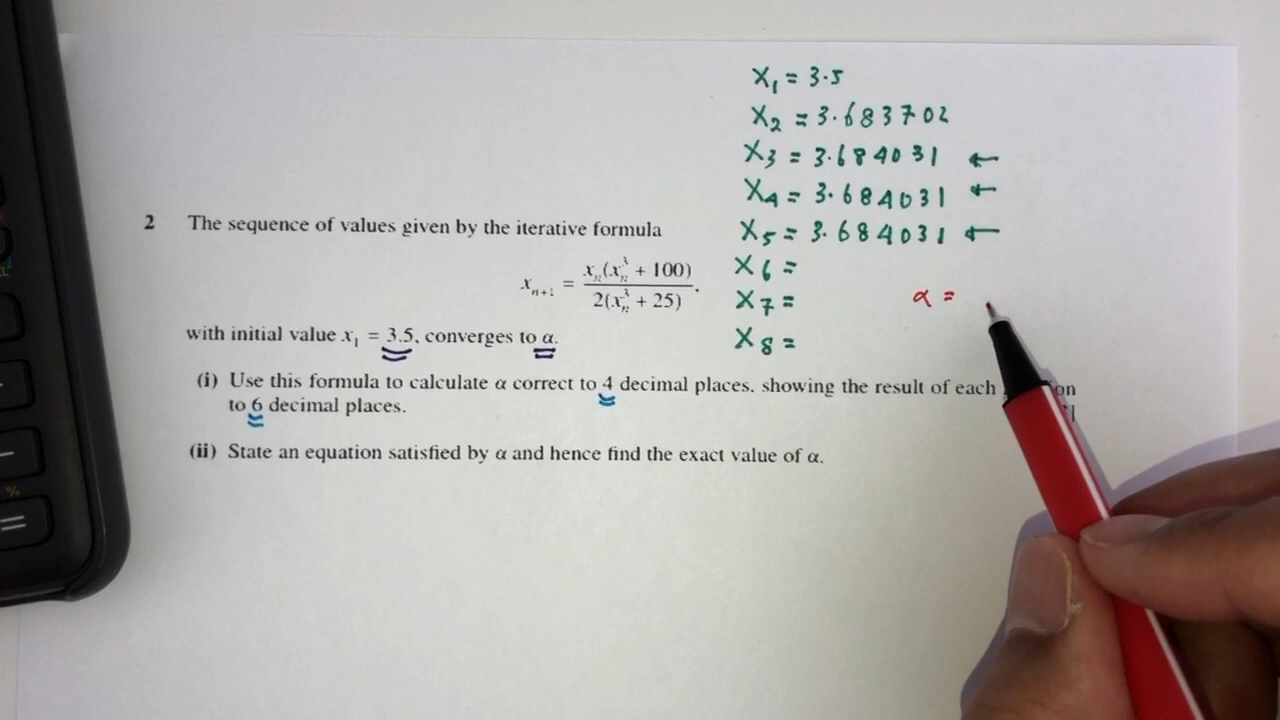 x₁ = 3.5
x₂ = 3.683702
x₃ = 3.684031 ←
x₄ = 3.684031 ←
x₅ = 3.684031 ←
x₆ =
x₇ =
x₈ =
α =
2 The sequence of values given by the iterative formula
xₙ₊₁ = xₙ(xₙ³ + 100) / 2(xₙ³ + 25) .
with initial value x₁ = 3.5, converges to α.
(i) Use this formula to calculate α correct to 4 decimal places, showing the result of each
to 6 decimal places.
(ii) State an equation satisfied by α and hence find the exact value of α.
%
=